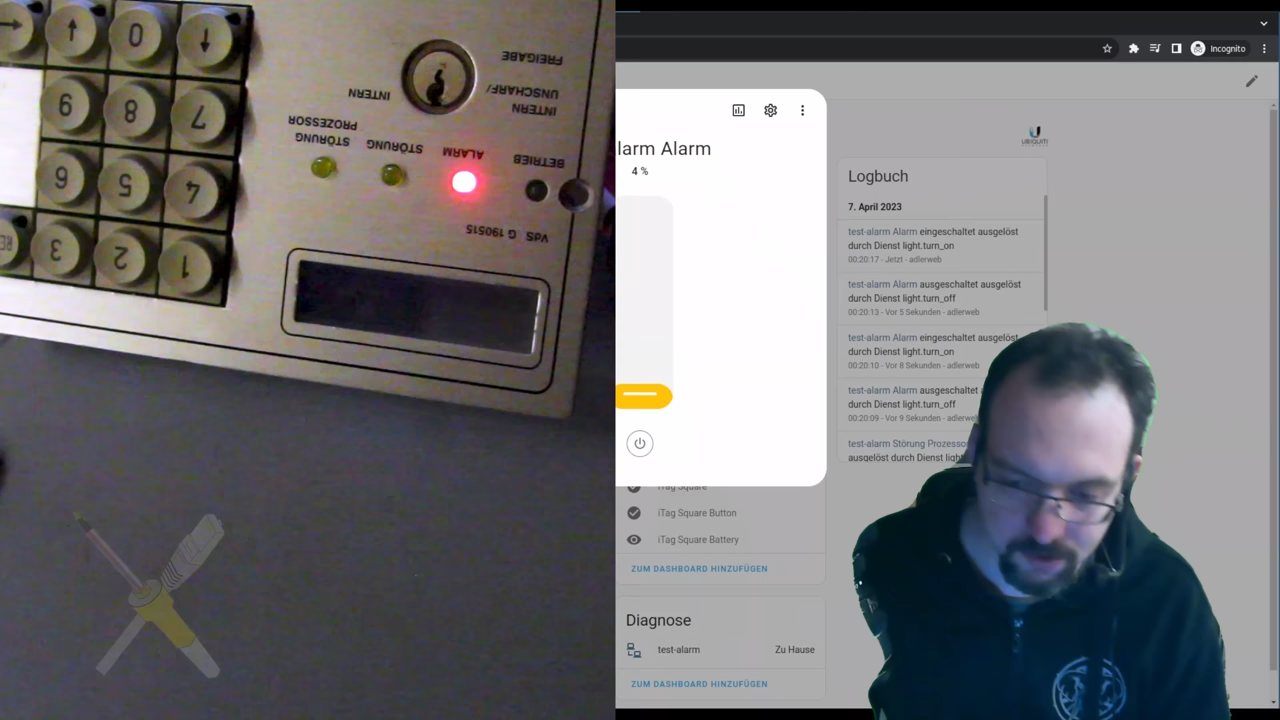 0
9
8
7
6
5
4
3
2
1
FREIGABE
INTERN
UNSCHARF/
INTERN
STÖRUNG
PROZESSOR
STÖRUNG
ALARM
BETRIEB
VdS G 190515
Incognito
larm Alarm
4 %
UBIQUITI
Logbuch
7. April 2023
test-alarm Alarm eingeschaltet ausgelöst
durch Dienst light.turn_on
00:20:17 - Jetzt - adlerweb
test-alarm Alarm ausgeschaltet ausgelöst
durch Dienst light.turn_off
00:20:13 - Vor 5 Sekunden - adlerweb
test-alarm Alarm eingeschaltet ausgelöst
durch Dienst light.turn_on
00:20:10 - Vor 8 Sekunden - adlerweb
test-alarm Alarm ausgeschaltet
durch Dienst light.turn_off
00:20:09 - Vor 9 Sekunden - adlerweb
test-alarm Störung Prozessor
ausgelöst durch Dienst light
iTag Square
iTag Square Button
iTag Square Battery
ZUM DASHBOARD HINZUFÜGEN
Diagnose
test-alarm Zu Hause
ZUM DASHBOARD HINZUFÜGEN